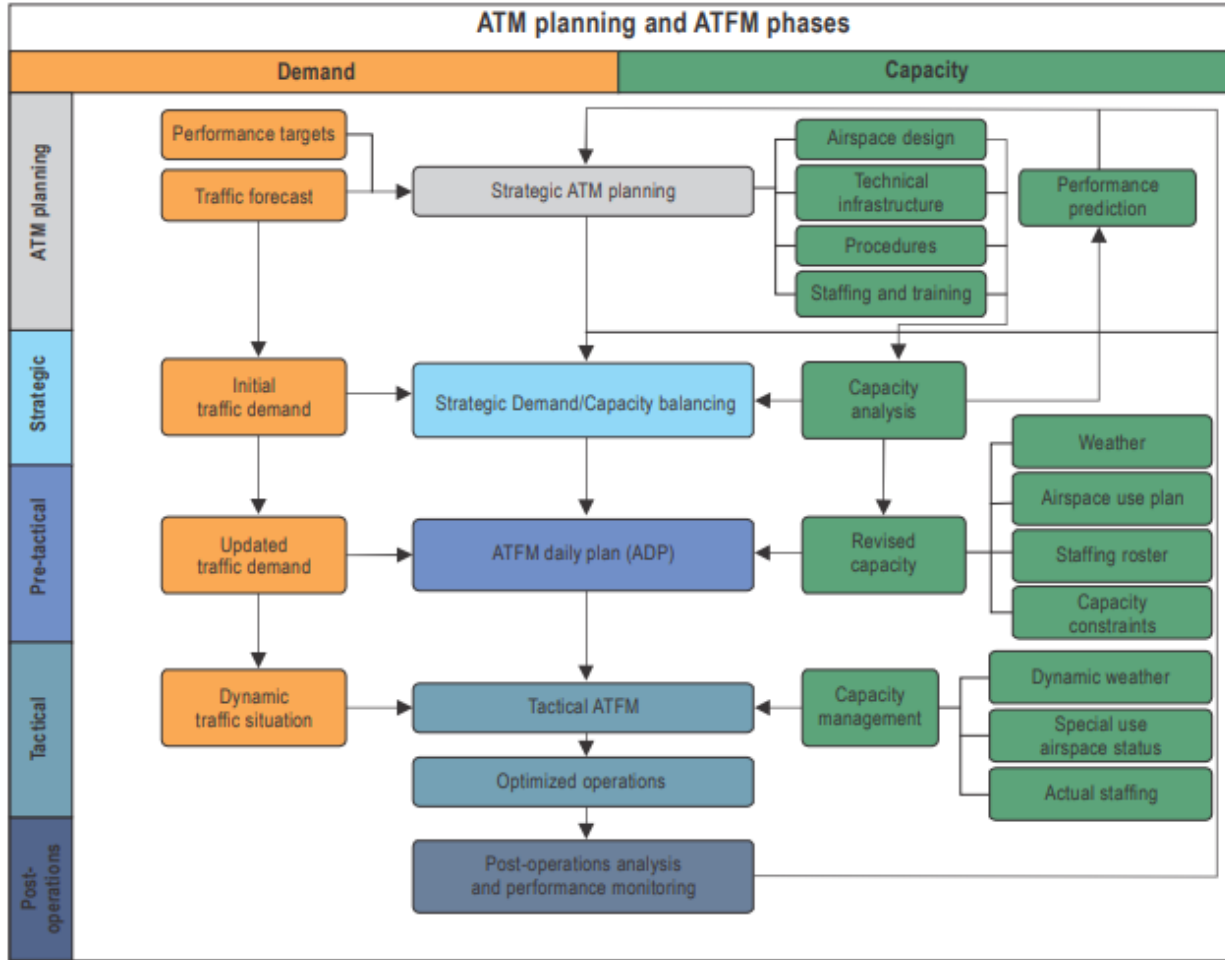 ATM planning and ATFM phases
Demand
Capacity
ATM planning
Performance targets
Traffic forecast
Strategic ATM planning
Airspace design
Technical
infrastructure
Procedures
Staffing and training
Performance
prediction
Strategic
Initial
traffic demand
Strategic Demand/Capacity balancing
Capacity
analysis
Pre-tactical
Updated
traffic demand
ATFM daily plan (ADP)
Revised
capacity
Weather
Airspace use plan
Staffing roster
Capacity
constraints
Tactical
Dynamic
traffic situation
Tactical ATFM
Optimized operations
Capacity
management
Dynamic weather
Special use
airspace status
Actual staffing
Post-
operations
Post-operations analysis
and performance monitoring